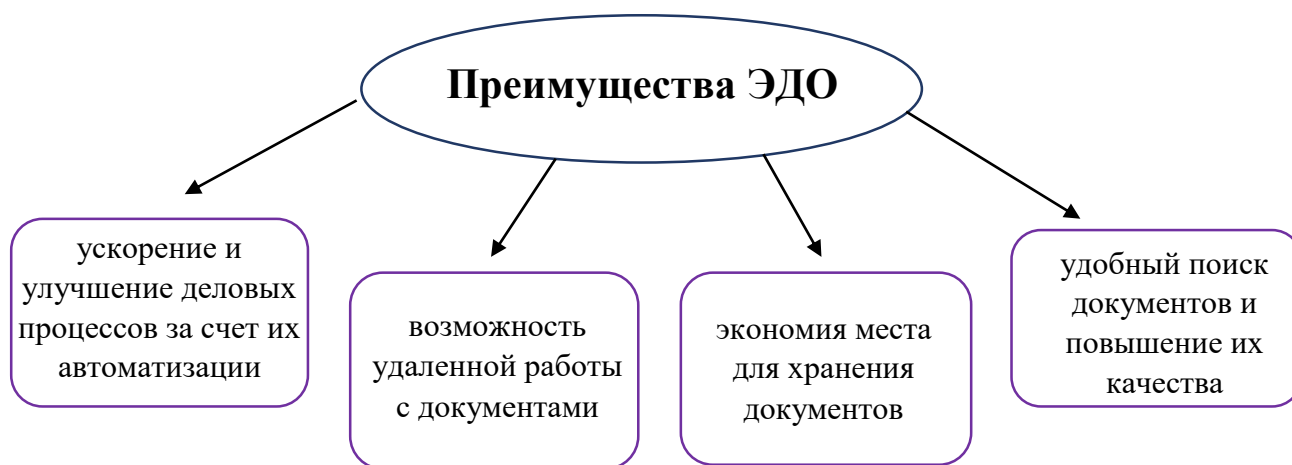 Преимущества ЭДО
ускорение и
улучшение деловых
процессов за счет их
автоматизации
возможность
удаленной работы
с документами
экономия места
для хранения
документов
удобный поиск
документов и
повышение их
качества